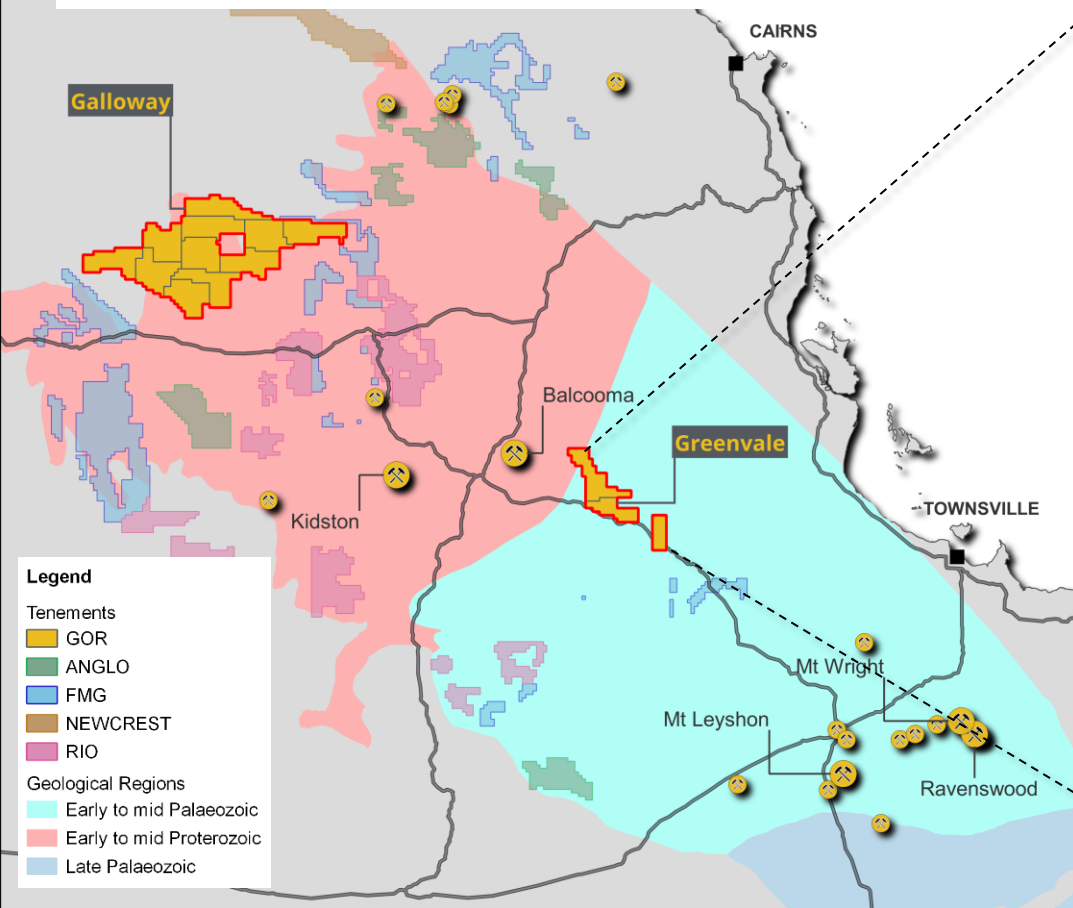 CAIRNS
Galloway
Balcooma
Greenvale
Kidston
TOWNSVILLE
Mt Wright
Mt Leyshon
Ravenswood
Legend
Tenements
GOR
ANGLO
FMG
NEWCREST
RIO
Geological Regions
Early to mid Palaeozoic
Early to mid Proterozoic
Late Palaeozoic